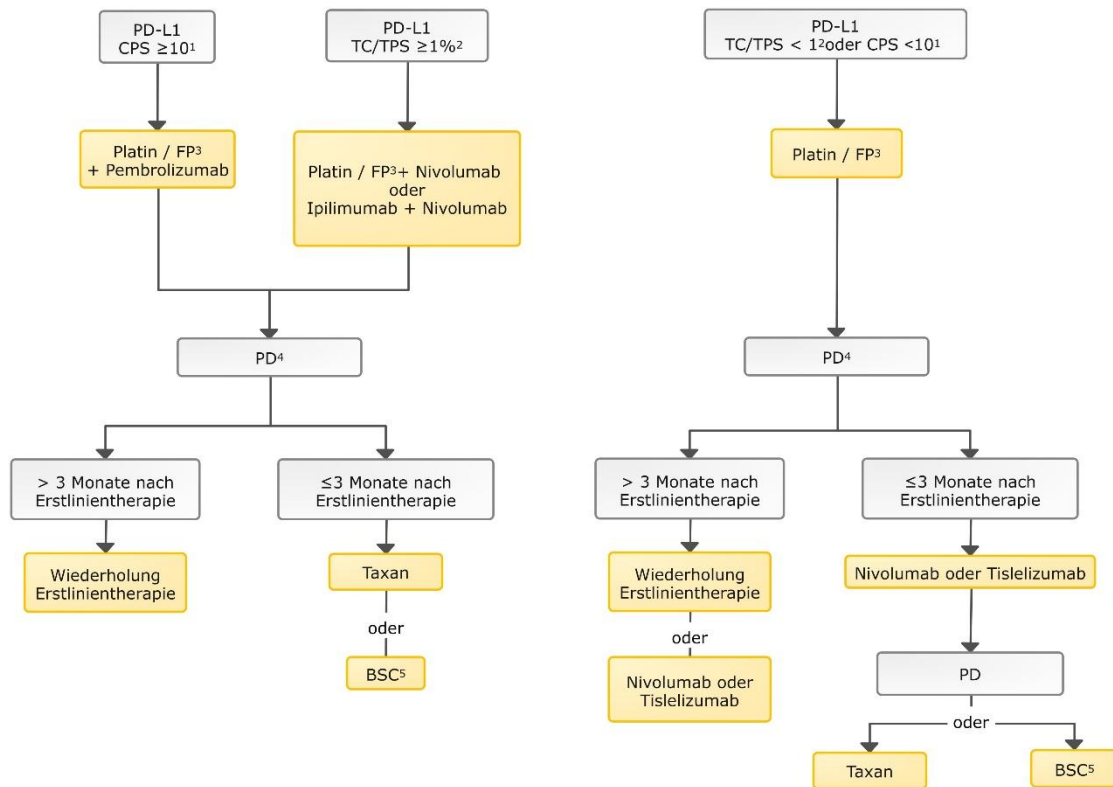 PD-L1
CPS ≥10¹
PD-L1
TC/TPS ≥1%²
PD-L1
TC/TPS < 1²oder CPS <10¹
Platin / FP³
+ Pembrolizumab
Platin / FP³+ Nivolumab
oder
Ipilimumab + Nivolumab
Platin / FP³
PD⁴
PD⁴
> 3 Monate nach
Erstlinientherapie
≤3 Monate nach
Erstlinientherapie
> 3 Monate nach
Erstlinientherapie
≤3 Monate nach
Erstlinientherapie
Wiederholung
Erstlinientherapie
Taxan
oder
BSC⁵
Wiederholung
Erstlinientherapie
oder
Nivolumab oder
Tislelizumab
Nivolumab oder Tislelizumab
PD
oder
Taxan
BSC⁵